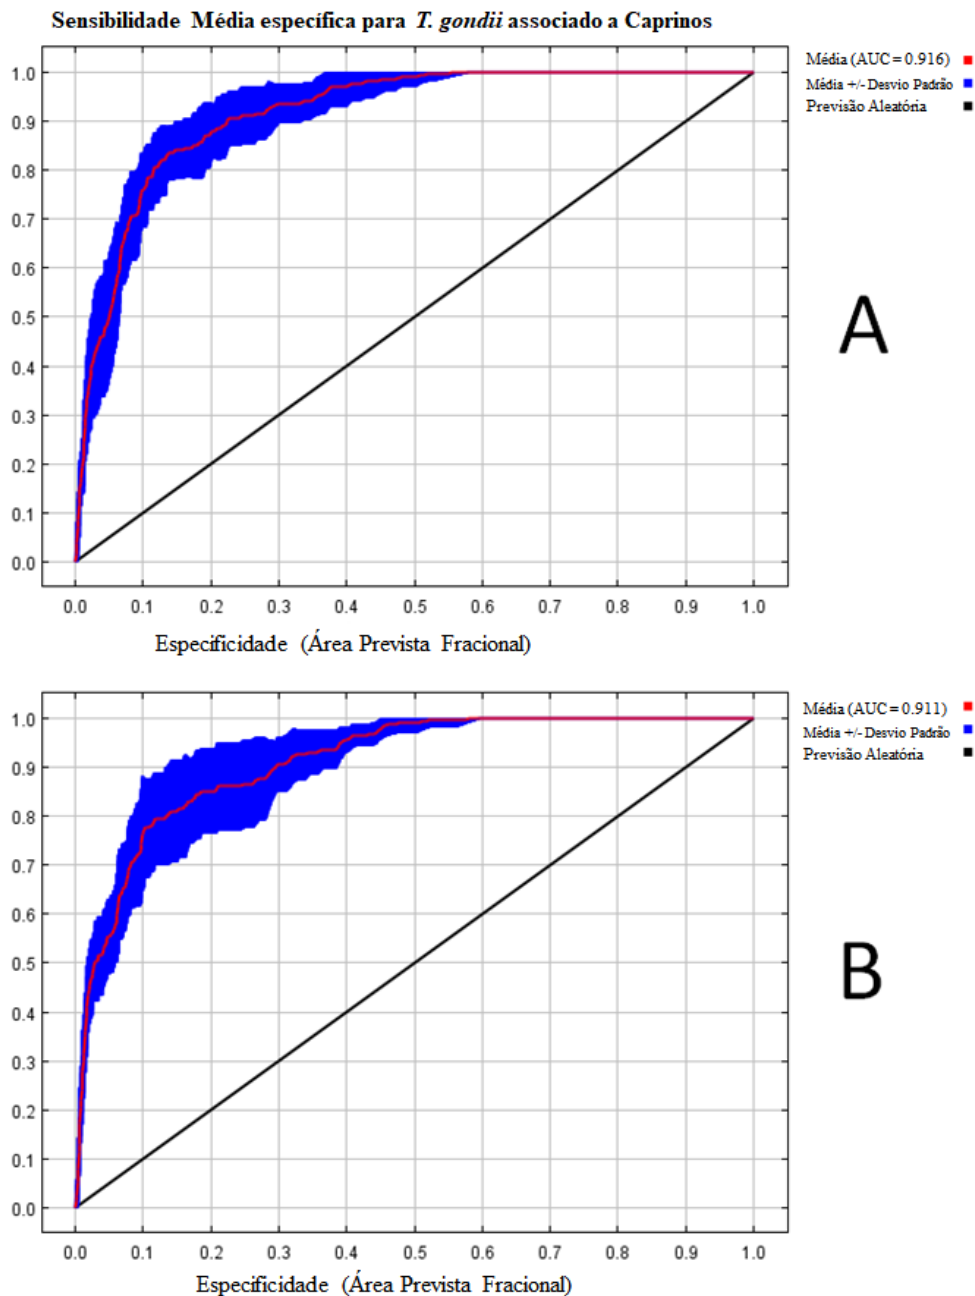 Sensibilidade Média específica para T. gondii associado a Caprinos
Média (AUC = 0.916)
Média +/- Desvio Padrão
Previsão Aleatória
1.0
0.9
0.8
0.7
0.6
0.5
0.4
0.3
0.2
0.1
0.0
A
0.0 0.1 0.2 0.3 0.4 0.5 0.6 0.7 0.8 0.9 1.0
Especificidade (Área Prevista Fracional)
Média (AUC = 0.911)
Média +/- Desvio Padrão
Previsão Aleatória
1.0
0.9
0.8
0.7
0.6
0.5
0.4
0.3
0.2
0.1
0.0
B
0.0 0.1 0.2 0.3 0.4 0.5 0.6 0.7 0.8 0.9 1.0
Especificidade (Área Prevista Fracional)